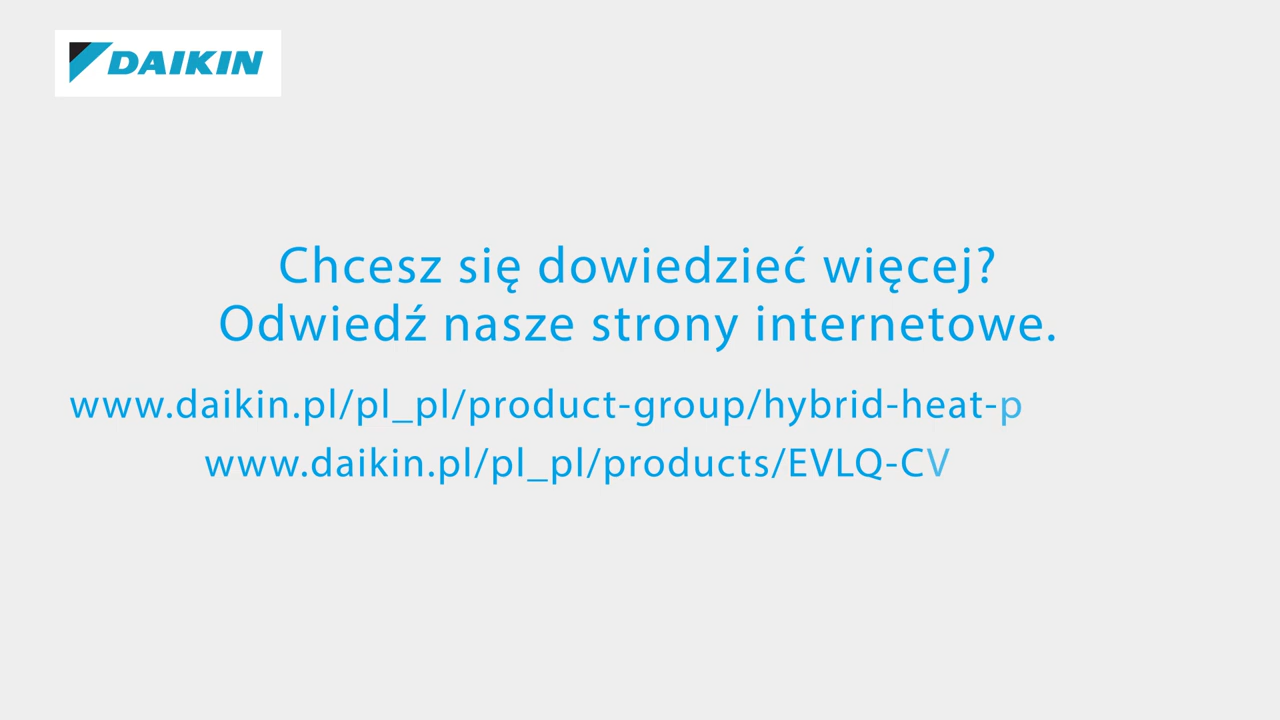 DAIKIN
Chcesz się dowiedzieć więcej?
Odwiedź nasze strony internetowe.
www.daikin.pl/pl_pl/product-group/hybrid-heat-p
www.daikin.pl/pl_pl/products/EVLQ-CV